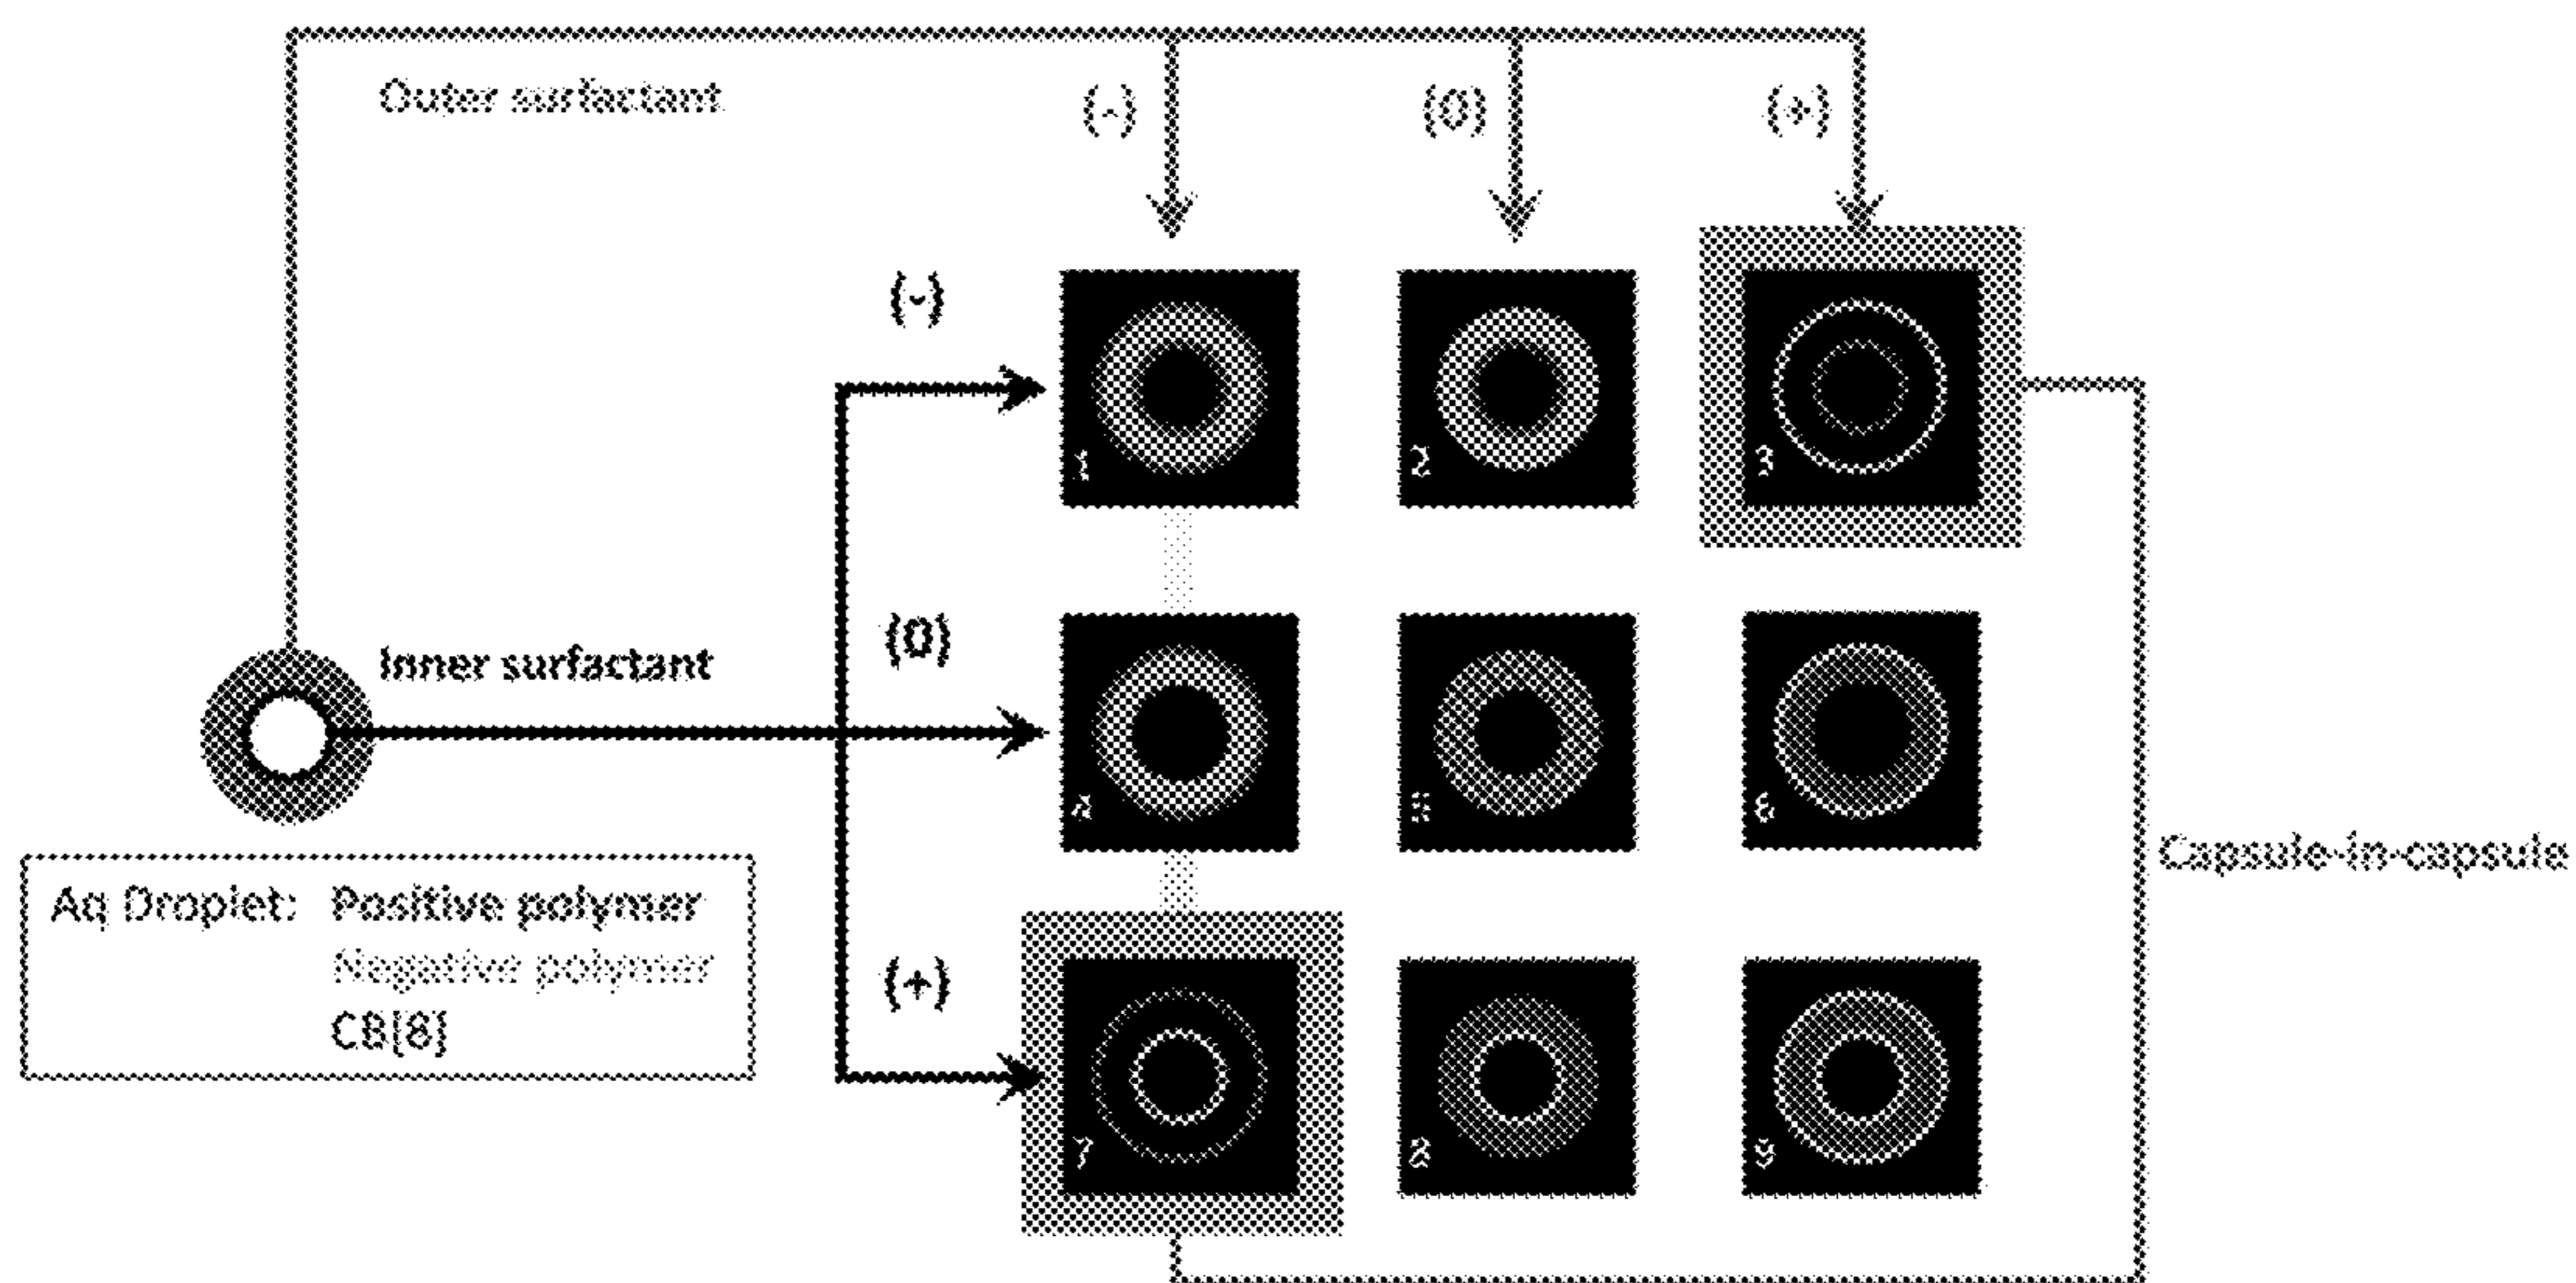 Outer surfactant
(-)
(0)
(+)
(-)
1
2
3
(0)
Inner surfactant
4
5
6
Capsule-in-capsule
Aq Droplet: Positive polymer
Negative polymer
CB[8]
(+)
7
8
9